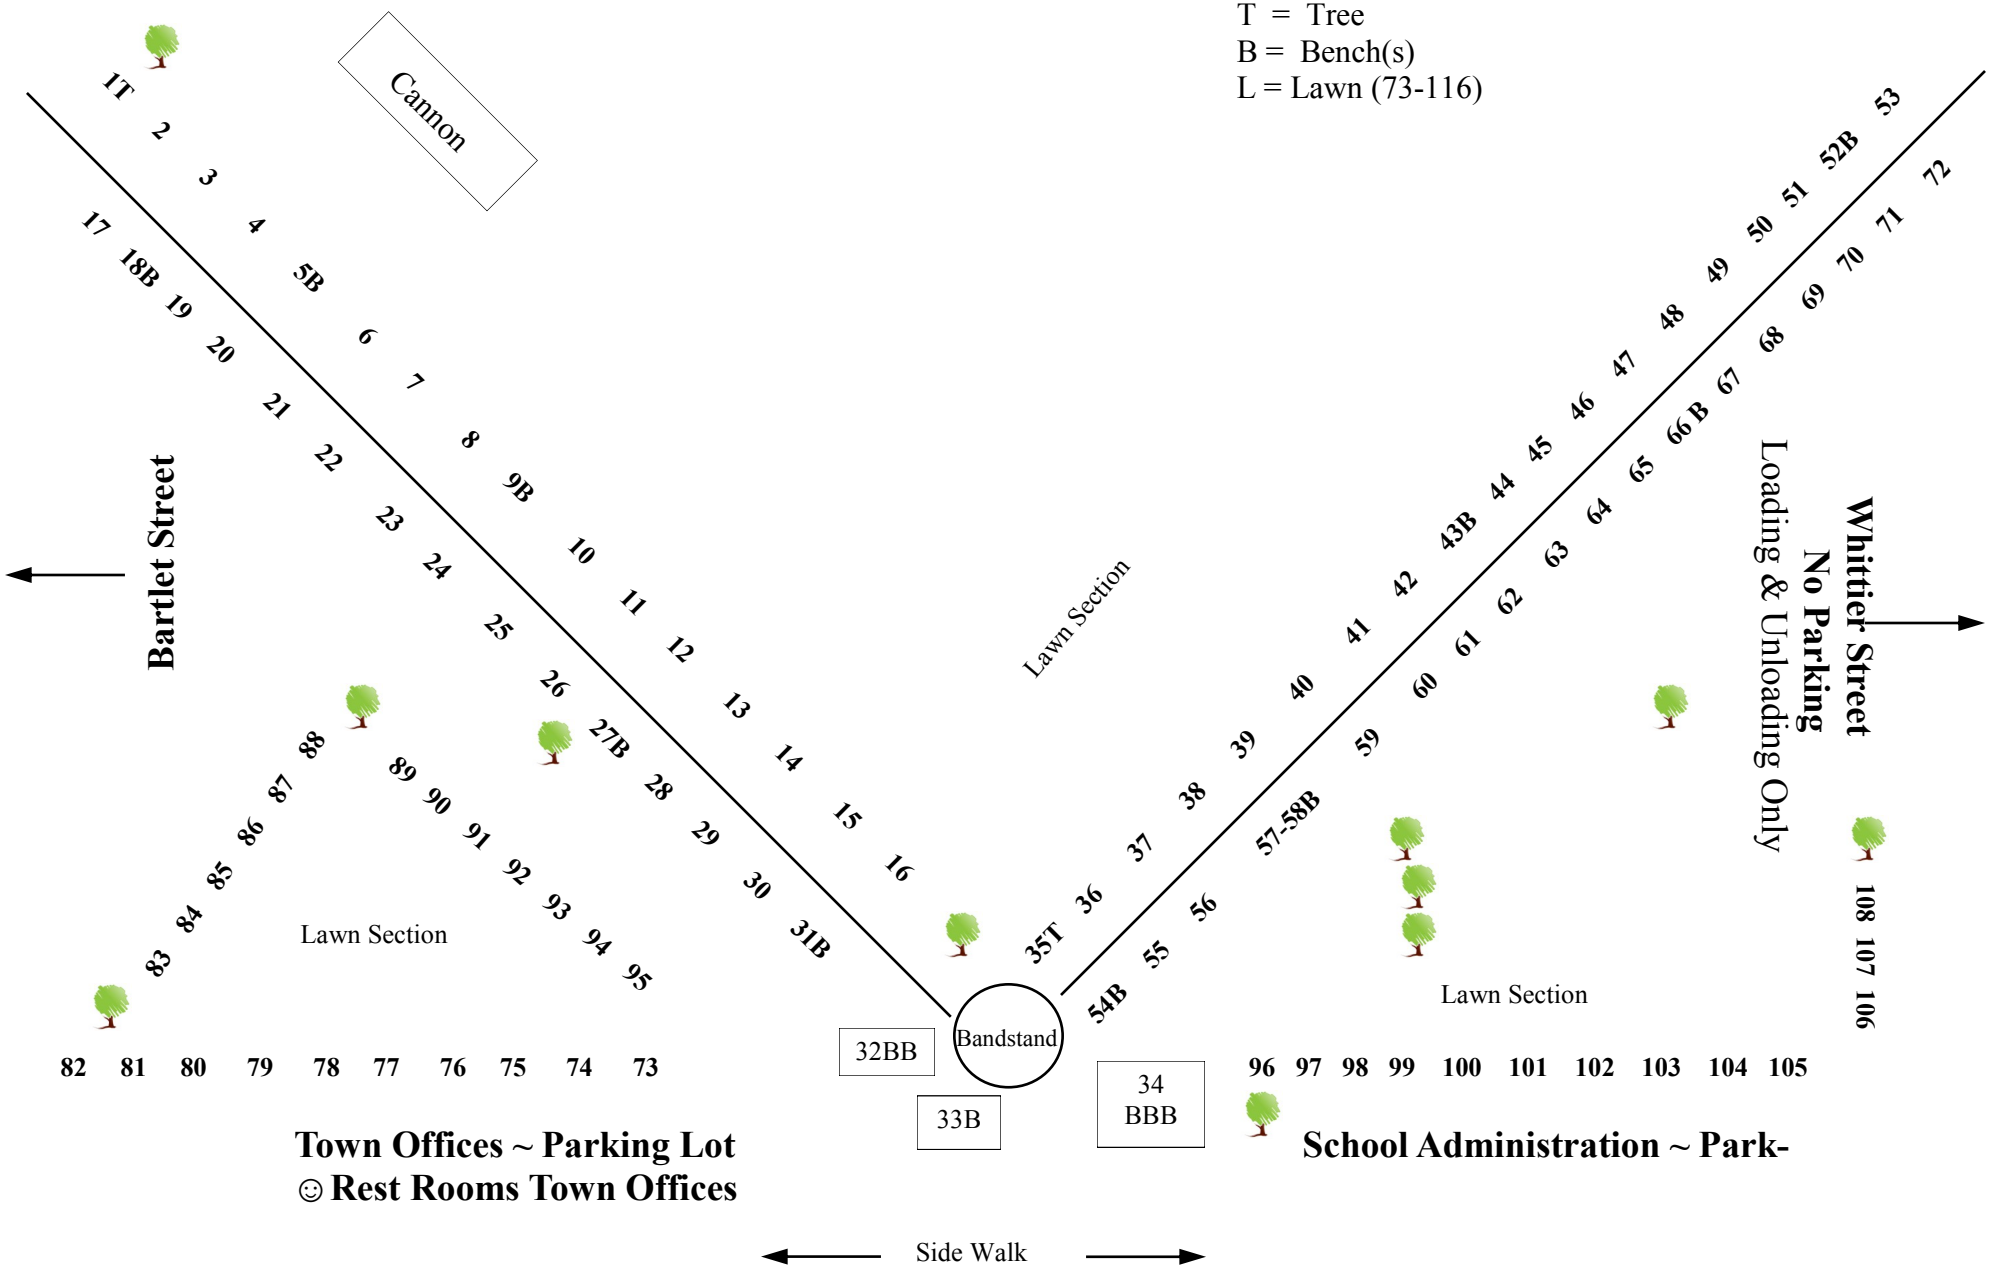 T = Tree
B = Bench(s)
L = Lawn (73-116)
Cannon
1T
2
3
4
5B
6
7
8
9B
10
11
12
13
14
15
16
17
18B
19
20
21
22
23
24
25
26
27B
28
29
30
31B
53
52B
51
50
49
48
47
46
45
44
43B
42
41
40
39
38
37
36
35T
72
71
70
69
68
67
66 B
65
64
63
62
61
60
59
57-58B
56
55
54B
Lawn Section
Bartlet Street
Whittier Street
No Parking
Loading & Unloading Only
88
87
86
85
84
83
89
90
91
92
93
94
95
Lawn Section
Lawn Section
108
107
106
Bandstand
32BB
33B
34
BBB
82 81 80 79 78 77 76 75 74 73
96 97 98 99 100 101 102 103 104 105
Town Offices ~ Parking Lot
☺Rest Rooms Town Offices
School Administration ~ Park-
Side Walk